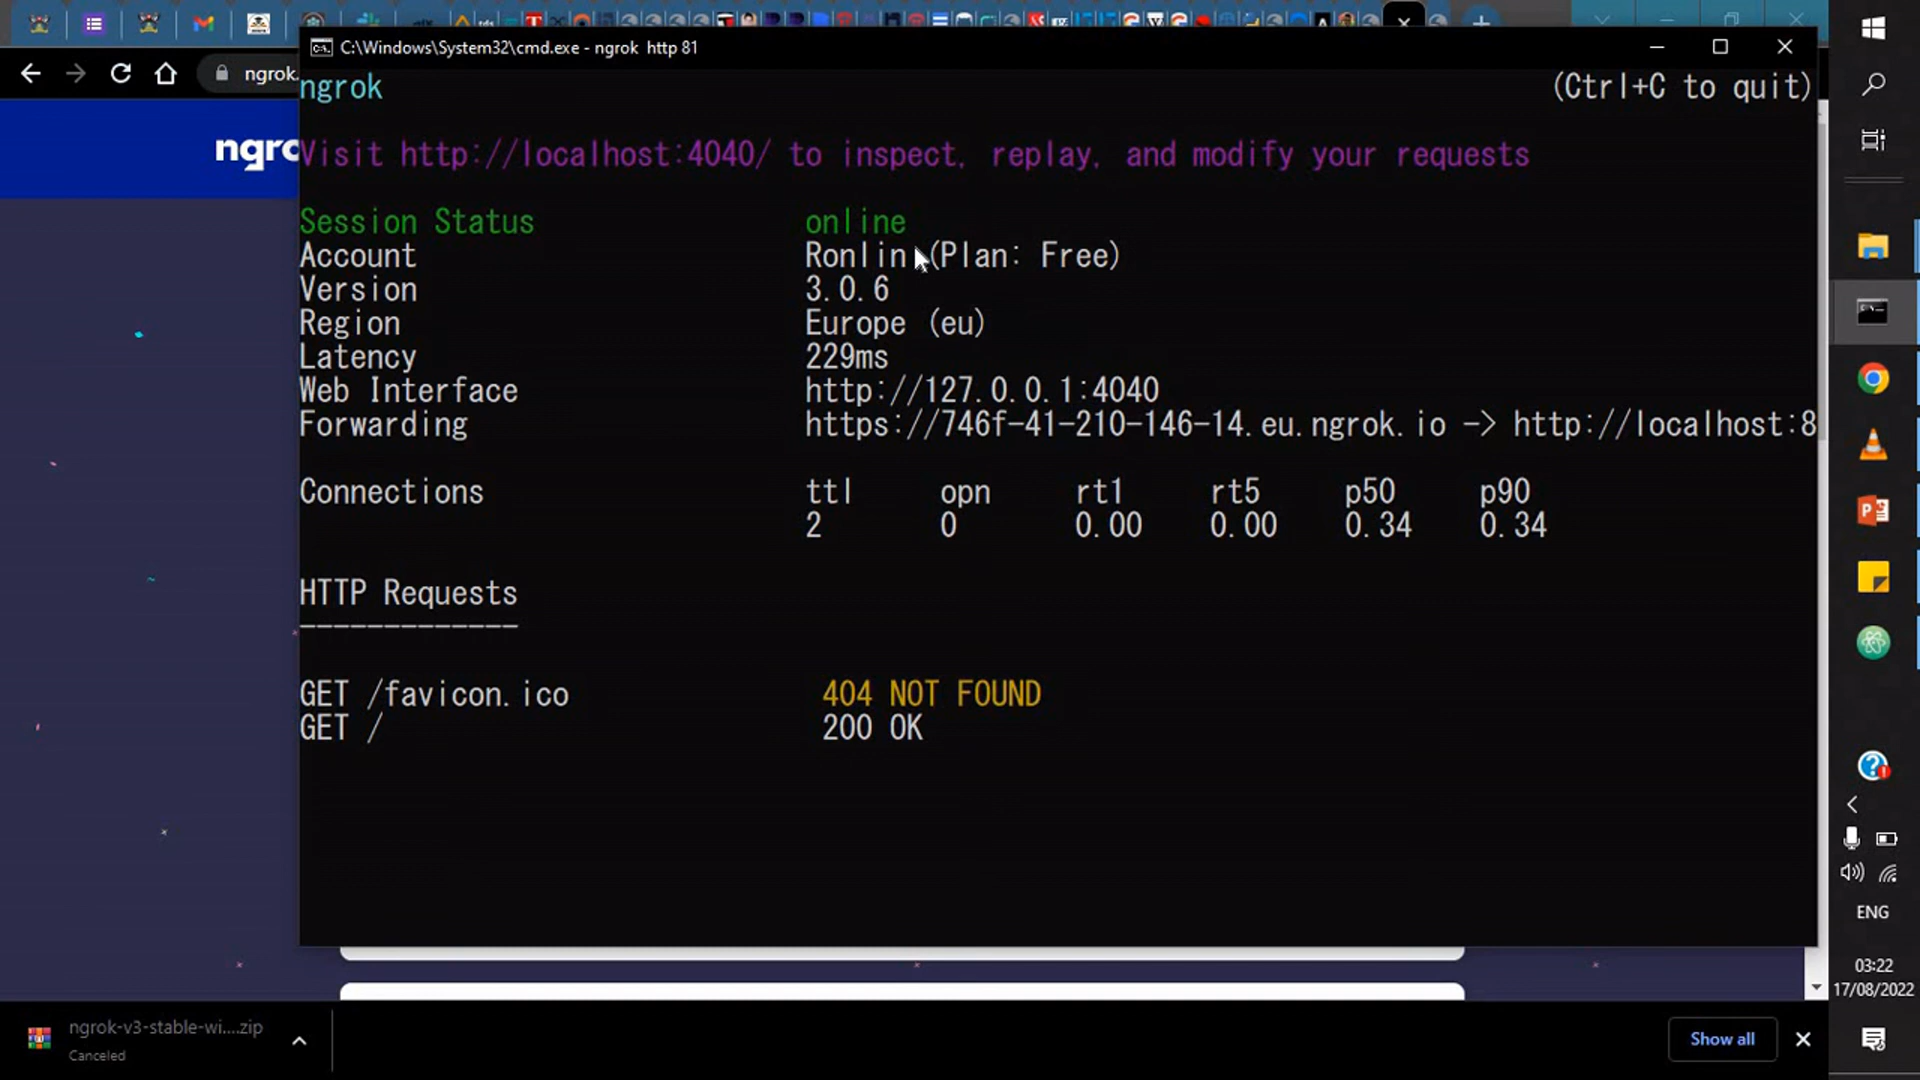 C:\Windows\System32\cmd.exe - ngrok  http 81
ngrok.
ngrok (Ctrl+C to quit)
ngro
Visit http://localhost:4040/ to inspect, replay, and modify your requests
Session Status online
Account Ronlin (Plan: Free)
Version 3.0.6
Region Europe (eu)
Latency 229ms
Web Interface http://127.0.0.1:4040
Forwarding https://746f-41-210-146-14.eu.ngrok.io -> http://localhost:8
Connections ttl opn rt1 rt5 p50 p90
2 0 0.00 0.00 0.34 0.34
HTTP Requests
-------------
GET /favicon.ico 404 NOT FOUND
GET / 200 OK
ENG
03:22
17/08/2022
ngrok-v3-stable-wi....zip
Canceled
Show all